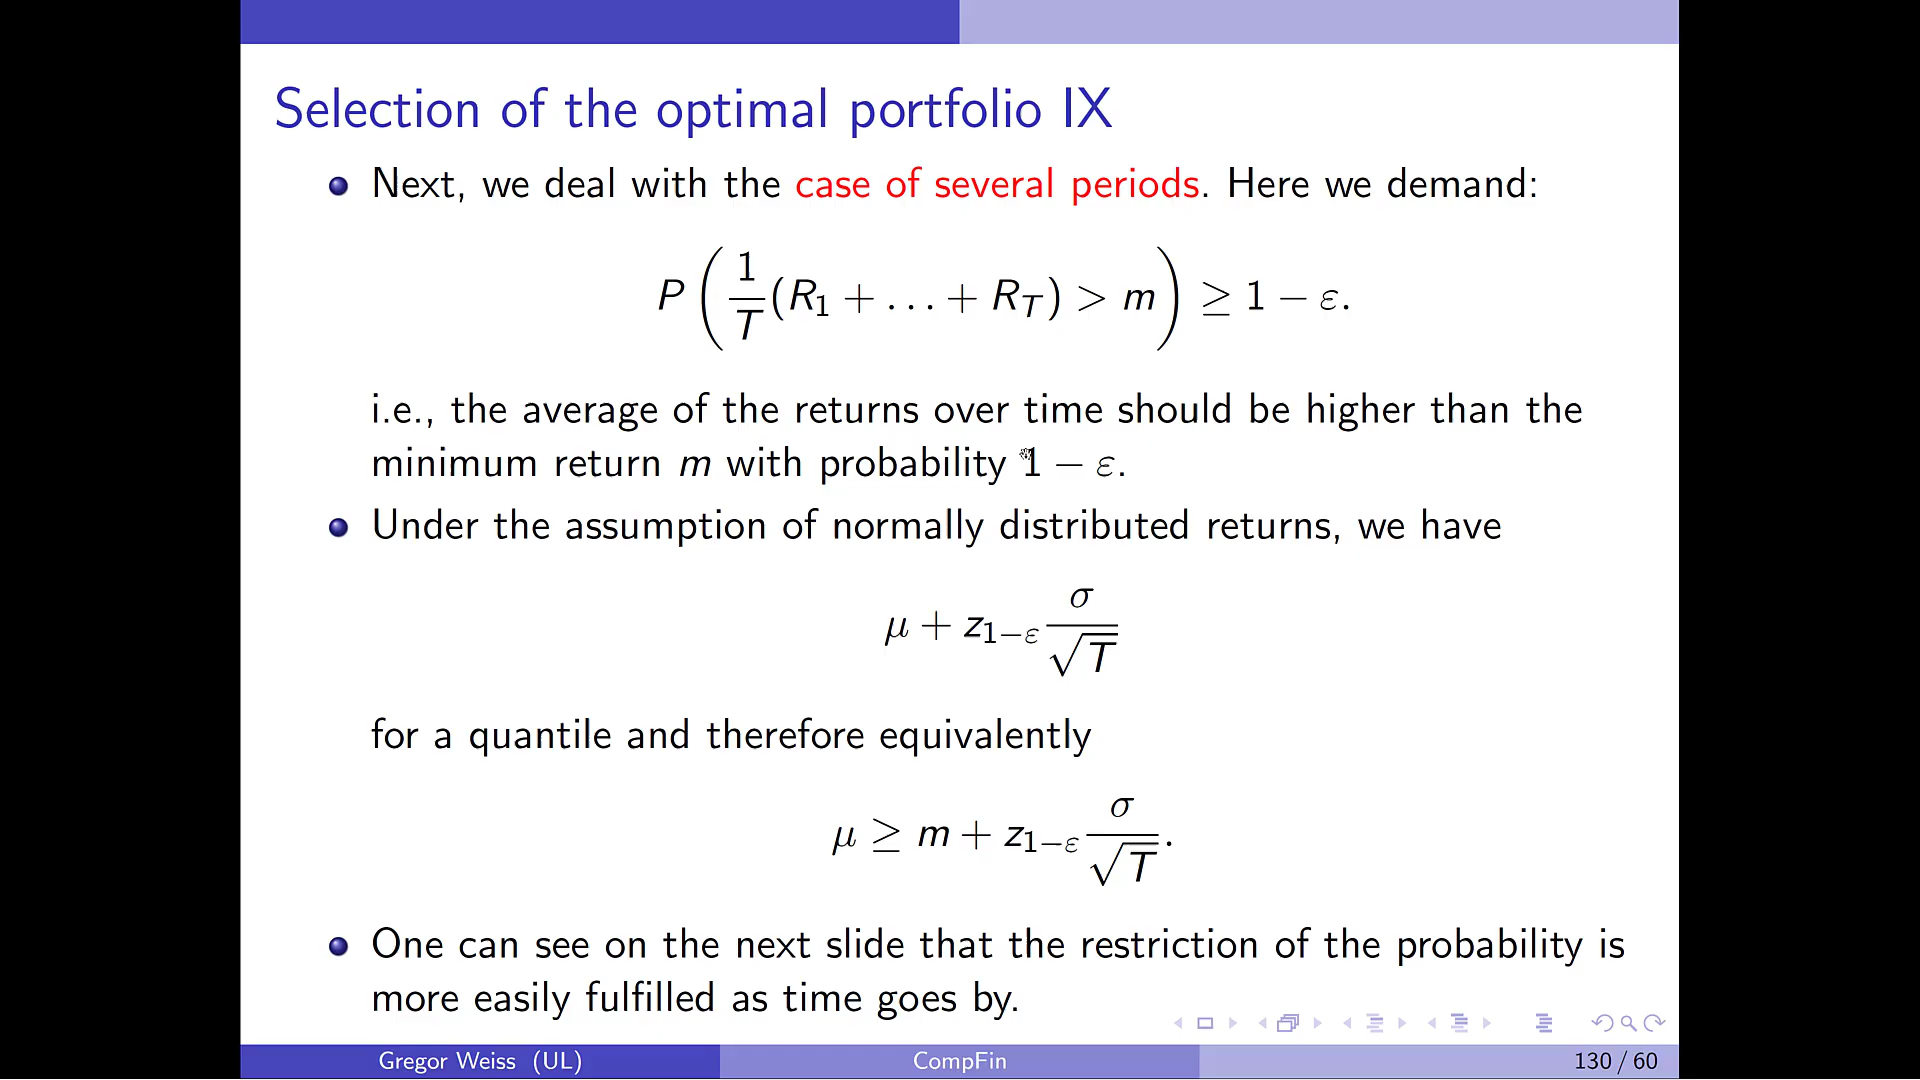 Selection of the optimal portfolio IX
Next, we deal with the case of several periods. Here we demand:
P(1/T(R₁ + . . . + R_T) > m) ≥ 1 − ε.
i.e., the average of the returns over time should be higher than the
minimum return m with probability 1 − ε.
Under the assumption of normally distributed returns, we have
μ + z₁₋ε σ/√T
for a quantile and therefore equivalently
μ ≥ m + z₁₋ε σ/√T.
One can see on the next slide that the restriction of the probability is
more easily fulfilled as time goes by.
Gregor Weiss (UL) CompFin 130 / 60